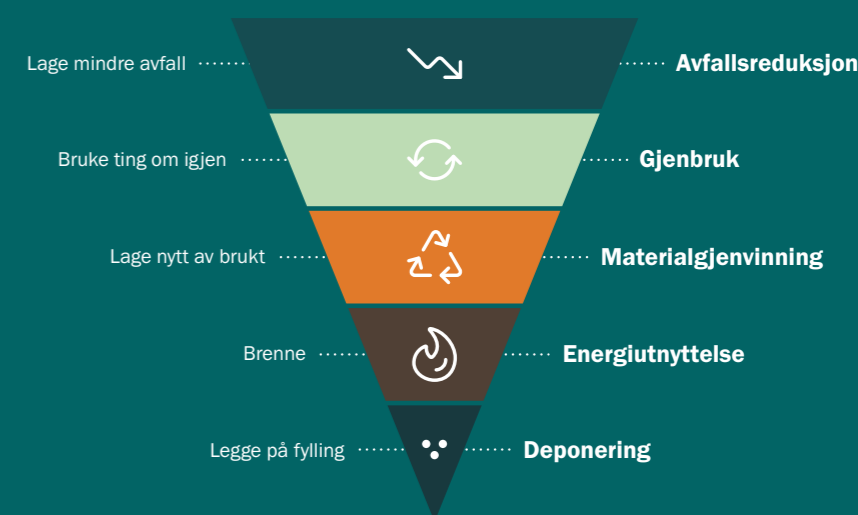 Lage mindre avfall
Avfallsreduksjon
Bruke ting om igjen
Gjenbruk
Lage nytt av brukt
Materialgjenvinning
Brenne
Energiutnyttelse
Legge på fylling
Deponering